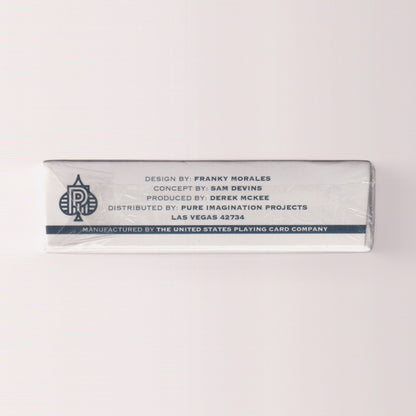 DESIGN BY: FRANKY MORALES
CONCEPT BY: SAM DEVINS
PRODUCED BY: DEREK MCKEE
DISTRIBUTED BY: PURE IMAGINATION PROJECTS
LAS VEGAS 42734
MANUFACTURED BY THE UNITED STATES PLAYING CARD COMPANY